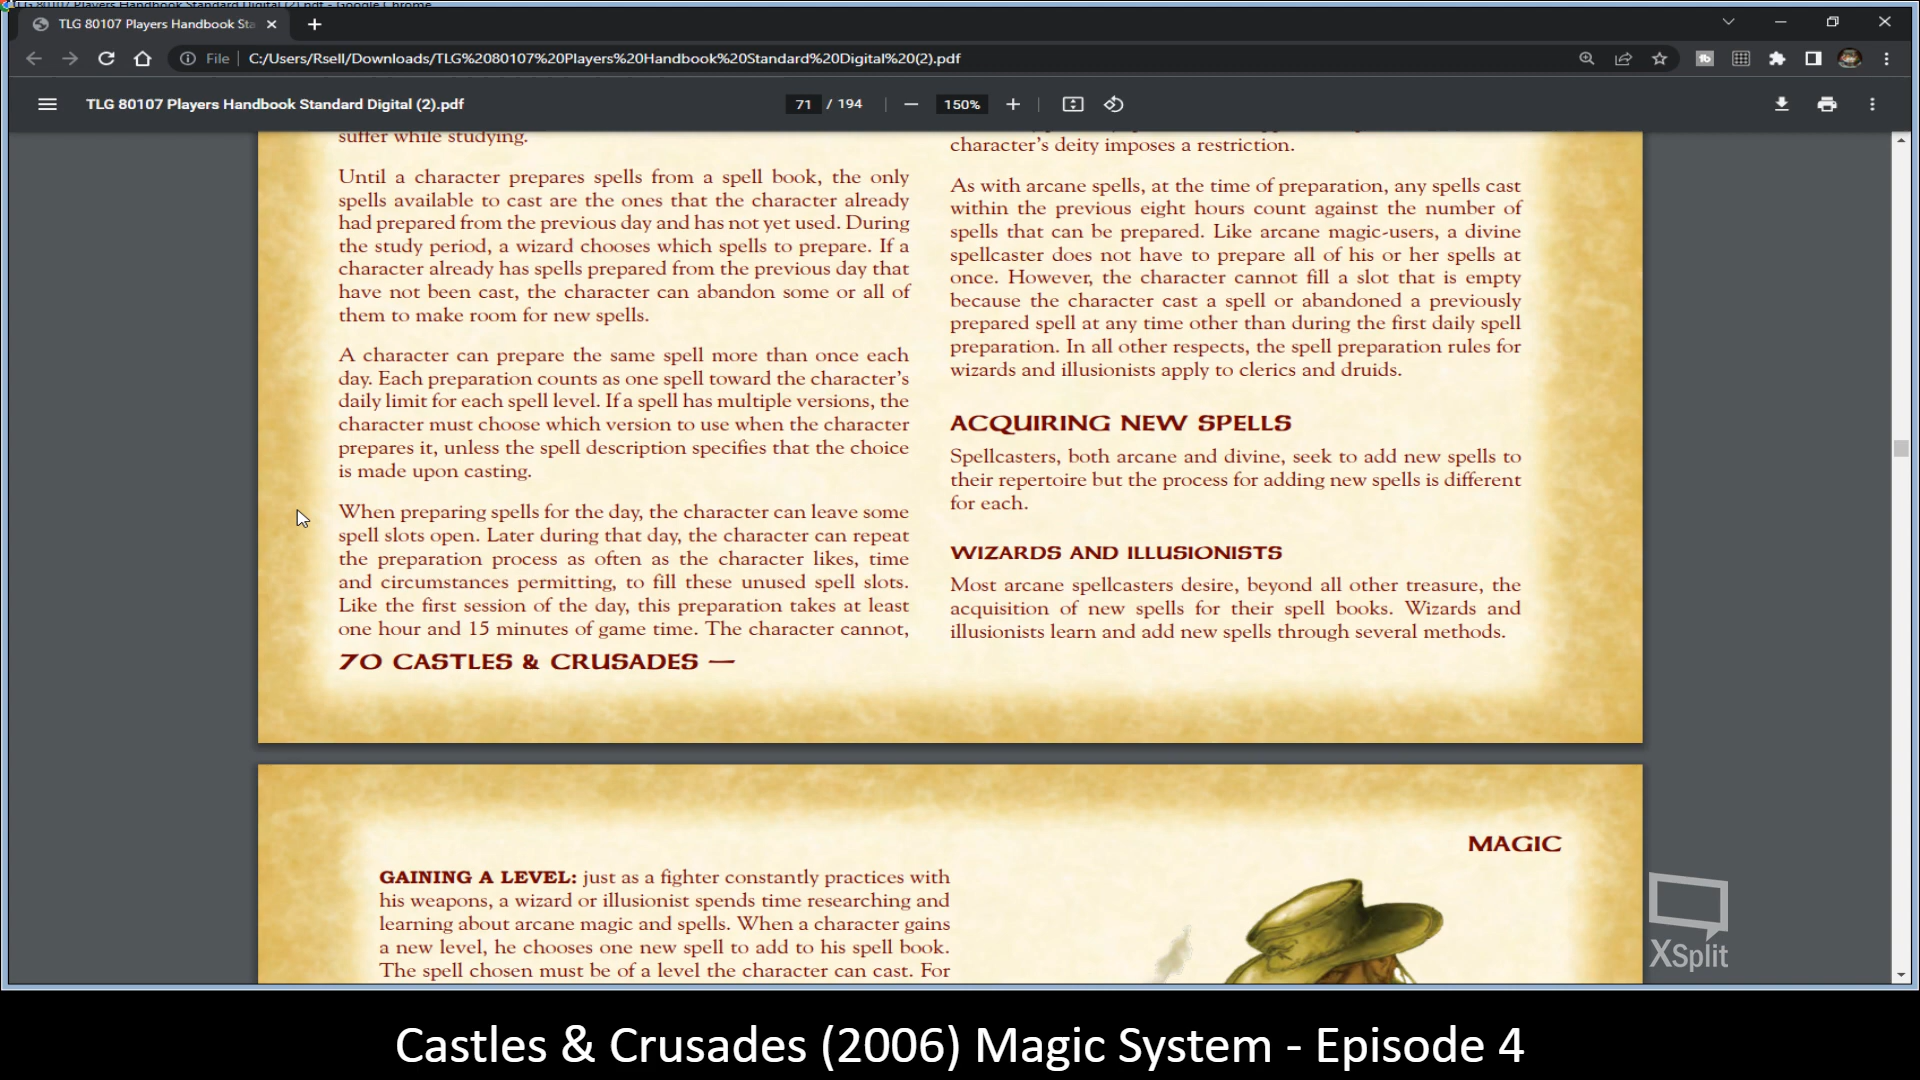 TLG 80107 Players Handbook Standard Digital (2).pdf - Google Chrome
TLG 80107 Players Handbook Sta
File
C:/Users/Rsell/Downloads/TLG%2080107%20Players%20Handbook%20Standard%20Digital%20(2).pdf
TLG 80107 Players Handbook Standard Digital (2).pdf
71 / 194
150%
suffer while studying.
Until a character prepares spells from a spell book, the only
spells available to cast are the ones that the character already
had prepared from the previous day and has not yet used. During
the study period, a wizard chooses which spells to prepare. If a
character already has spells prepared from the previous day that
have not been cast, the character can abandon some or all of
them to make room for new spells.
A character can prepare the same spell more than once each
day. Each preparation counts as one spell toward the character's
daily limit for each spell level. If a spell has multiple versions, the
character must choose which version to use when the character
prepares it, unless the spell description specifies that the choice
is made upon casting.
When preparing spells for the day, the character can leave some
spell slots open. Later during that day, the character can repeat
the preparation process as often as the character likes, time
and circumstances permitting, to fill these unused spell slots.
Like the first session of the day, this preparation takes at least
one hour and 15 minutes of game time. The character cannot,
70 CASTLES & CRUSADES —
character's deity imposes a restriction.
As with arcane spells, at the time of preparation, any spells cast
within the previous eight hours count against the number of
spells that can be prepared. Like arcane magic-users, a divine
spellcaster does not have to prepare all of his or her spells at
once. However, the character cannot fill a slot that is empty
because the character cast a spell or abandoned a previously
prepared spell at any time other than during the first daily spell
preparation. In all other respects, the spell preparation rules for
wizards and illusionists apply to clerics and druids.
ACQUIRING NEW SPELLS
Spellcasters, both arcane and divine, seek to add new spells to
their repertoire but the process for adding new spells is different
for each.
WIZARDS AND ILLUSIONISTS
Most arcane spellcasters desire, beyond all other treasure, the
acquisition of new spells for their spell books. Wizards and
illusionists learn and add new spells through several methods.
MAGIC
GAINING A LEVEL: just as a fighter constantly practices with
his weapons, a wizard or illusionist spends time researching and
learning about arcane magic and spells. When a character gains
a new level, he chooses one new spell to add to his spell book.
The spell chosen must be of a level the character can cast. For
XSplit
Castles & Crusades (2006) Magic System - Episode 4